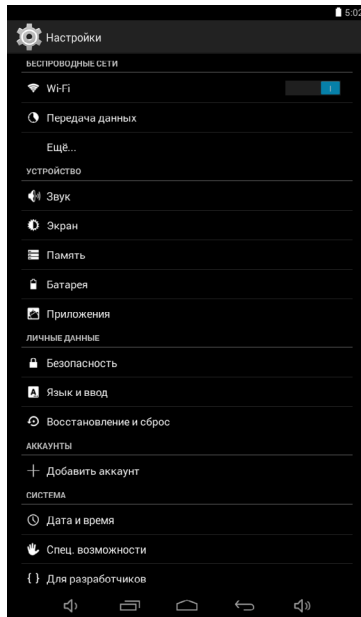 5:02
Настройки
БЕСПРОВОДНЫЕ СЕТИ
Wi-Fi
Передача данных
Ещё...
УСТРОЙСТВО
Звук
Экран
Память
Батарея
Приложения
ЛИЧНЫЕ ДАННЫЕ
Безопасность
Язык и ввод
Восстановление и сброс
АККАУНТЫ
Добавить аккаунт
СИСТЕМА
Дата и время
Спец. возможности
Для разработчиков